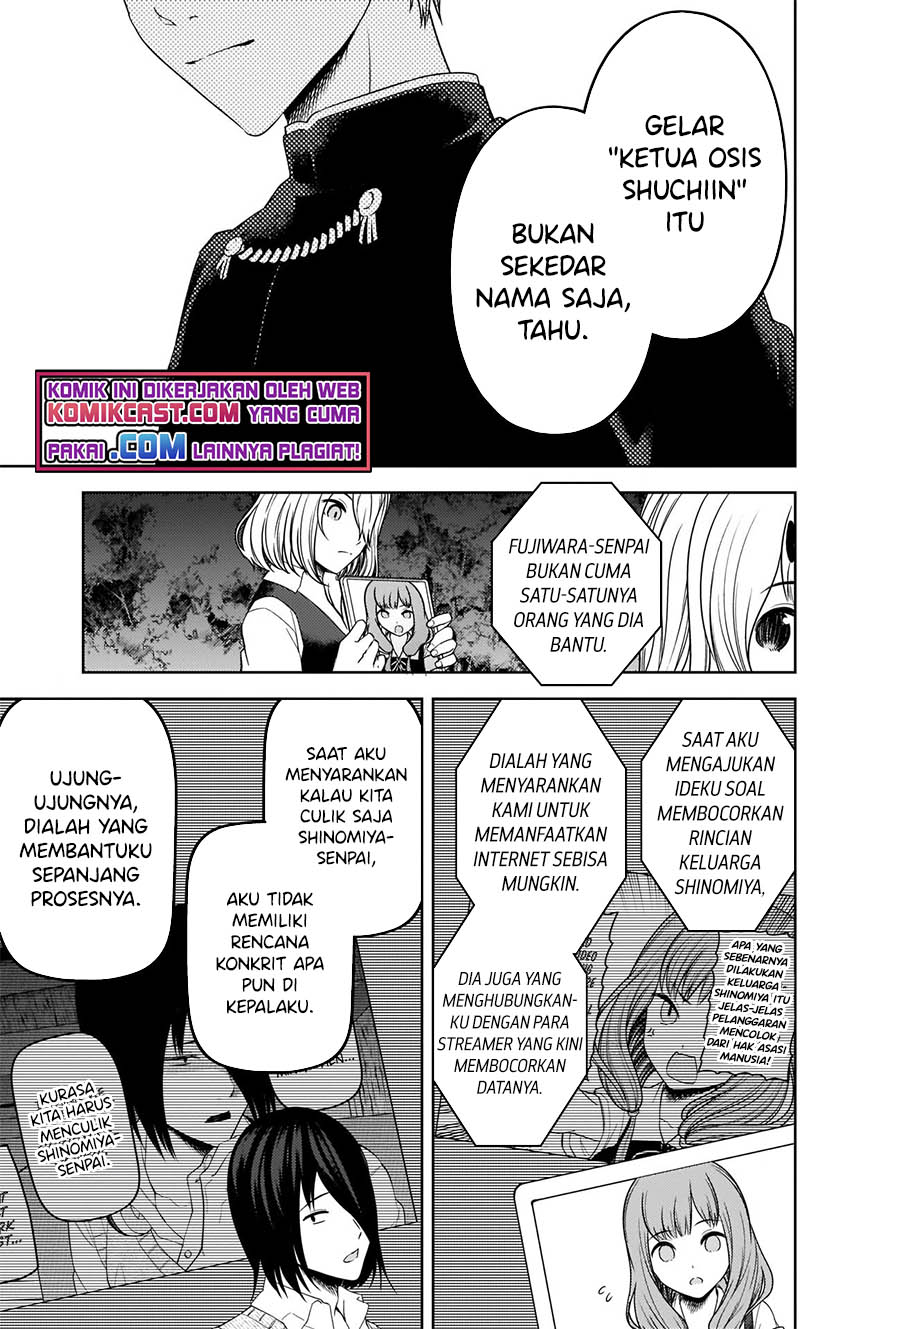 GELAR
"KETUA OSIS
SHUCHIIN"
ITU
BUKAN
SEKEDAR
NAMA SAJA,
TAHU.
KOMIK INI DIKERJAKAN OLEH WEB
KOMIKCAST.COM YANG CUMA
PAKAI .COM LAINNYA PLAGIAT!
FUJIWARA-SENPAI
BUKAN CUMA
SATU-SATUNYA
ORANG YANG DIA
BANTU.
SAAT AKU
MENGAJUKAN
IDEKU SOAL
MEMBOCORKAN
RINCIAN
KELUARGA
SHINOMIYA,
APA YANG
SEBENARNYA
DILAKUKAN
KELUARGA
SHINOMIYA ITU
JELAS-JELAS
PELANGGARAN
MENCOLOK
DARI HAK ASASI
MANUSIA!
DIALAH YANG
MENYARANKAN
KAMI UNTUK
MEMANFAATKAN
INTERNET SEBISA
MUNGKIN.
DIA JUGA YANG
MENGHUBUNGKAN-
KU DENGAN PARA
STREAMER YANG KINI
MEMBOCORKAN
DATANYA.
SAAT AKU
MENYARANKAN
KALAU KITA
CULIK SAJA
SHINOMIYA-
SENPAI,
AKU TIDAK
MEMILIKI
RENCANA
KONKRIT APA
PUN DI
KEPALAKU.
UJUNG-
UJUNGNYA,
DIALAH YANG
MEMBANTUKU
SEPANJANG
PROSESNYA.
KURASA
KITA HARUS
MENCULIK
SHINOMIYA-
SENPAI.